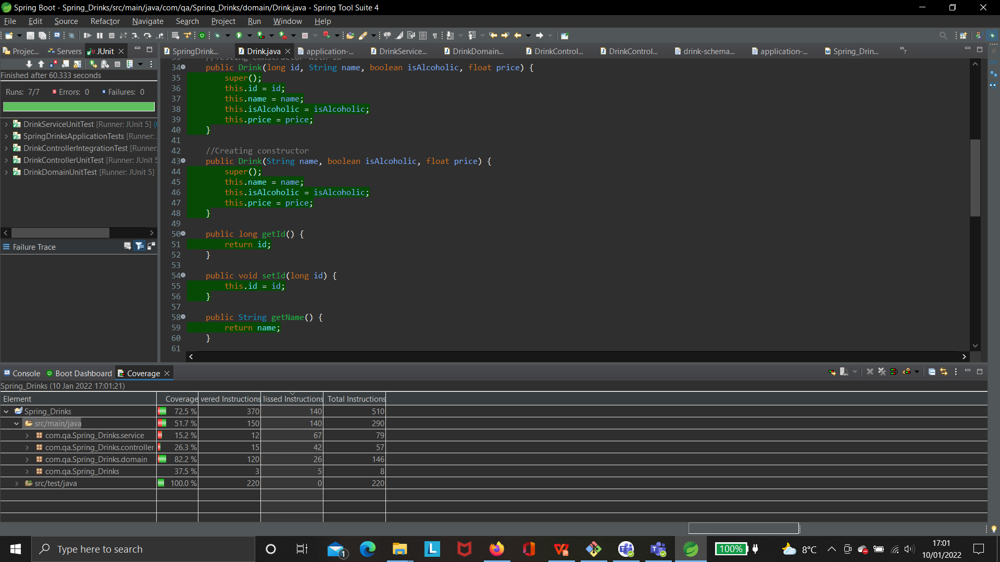 Spring Boot - Spring_Drinks/src/main/java/com/qa/Spring_Drinks/domain/Drink.java - Spring Tool Suite 4
File Edit Source Refactor Navigate Search Project Run Window Help
Projec... Servers JUnit
SpringDrink... Drink.java application-... DrinkService... DrinkDomain... DrinkControl... DrinkControl... drink-schema... application-... Spring_Drin... »7
Finished after 60.333 seconds
Runs: 7/7 Errors: 0 Failures: 0
DrinkServiceUnitTest [Runner: JUnit 5] (
SpringDrinksApplicationTests [Runner:
DrinkControllerIntegrationTest [Runner:
DrinkControllerUnitTest [Runner: JUnit 5
DrinkDomainUnitTest [Runner: JUnit 5]
Failure Trace
33 //Testing constructor with id
34 public Drink(long id, String name, boolean isAlcoholic, float price) {
35 super();
36 this.id = id;
37 this.name = name;
38 this.isAlcoholic = isAlcoholic;
39 this.price = price;
40 }
41
42 //Creating constructor
43 public Drink(String name, boolean isAlcoholic, float price) {
44 super();
45 this.name = name;
46 this.isAlcoholic = isAlcoholic;
47 this.price = price;
48 }
49
50 public long getId() {
51 return id;
52 }
53
54 public void setId(long id) {
55 this.id = id;
56 }
57
58 public String getName() {
59 return name;
60 }
61
Console Boot Dashboard Coverage
Spring_Drinks (10 Jan 2022 17:01:21)
Element Coverage vered Instructions lissed Instructions Total Instructions
Spring_Drinks 72.5 % 370 140 510
src/main/java 51.7 % 150 140 290
com.qa.Spring_Drinks.service 15.2 % 12 67 79
com.qa.Spring_Drinks.controller 26.3 % 15 42 57
com.qa.Spring_Drinks.domain 82.2 % 120 26 146
com.qa.Spring_Drinks 37.5 % 3 5 8
src/test/java 100.0 % 220 0 220
Type here to search
1
L
100%
8°C
17:01
10/01/2022